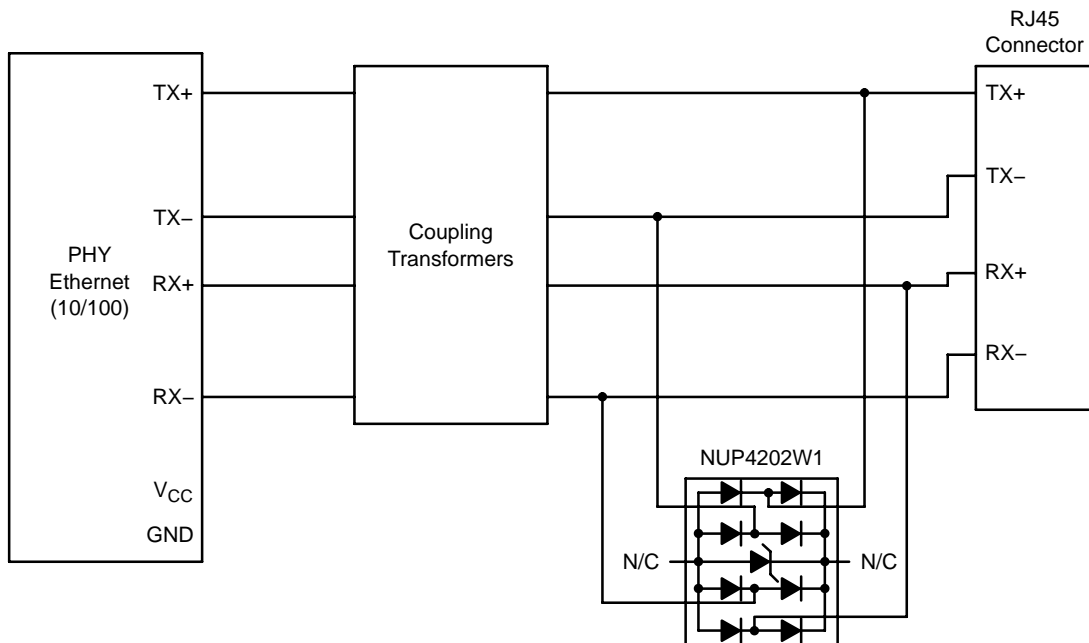 RJ45
Connector
TX+
TX−
RX+
RX−
PHY
Ethernet
(10/100)
TX+
TX−
RX+
RX−
VCC
GND
Coupling
Transformers
NUP4202W1
N/C
N/C